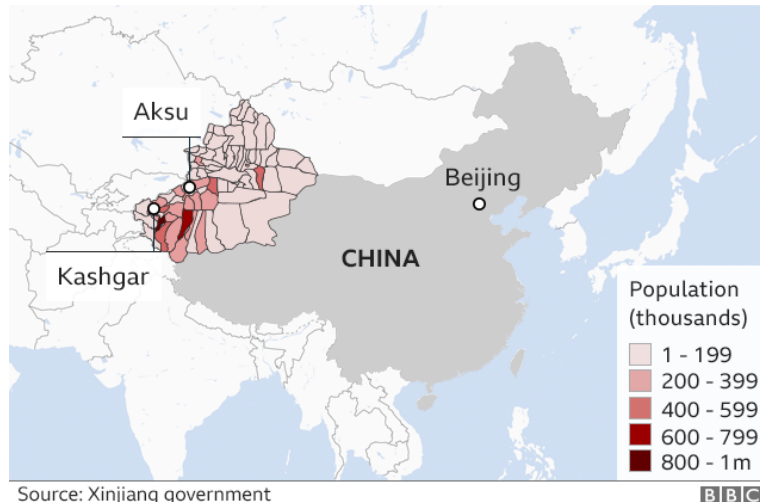 Aksu
Beijing
Kashgar
CHINA
Population
(thousands)
1 - 199
200 - 399
400 - 599
600 - 799
800 - 1m
Source: Xinjiang government
BBC